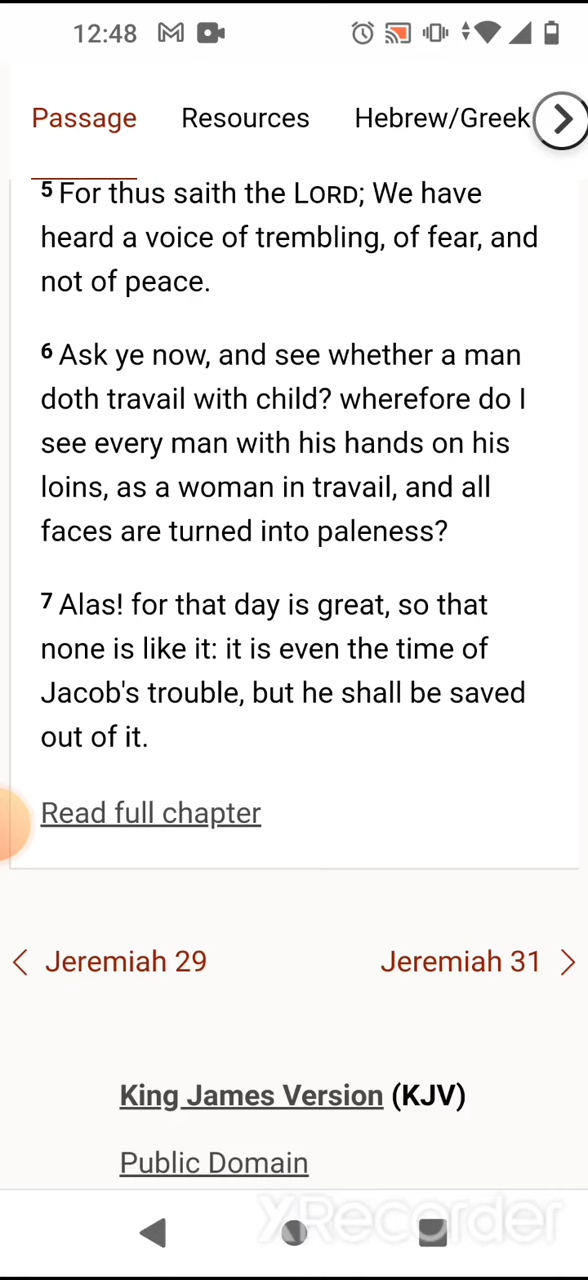 12:48
Passage Resources Hebrew/Greek
5 For thus saith the LORD; We have
heard a voice of trembling, of fear, and
not of peace.
6 Ask ye now, and see whether a man
doth travail with child? wherefore do I
see every man with his hands on his
loins, as a woman in travail, and all
faces are turned into paleness?
7 Alas! for that day is great, so that
none is like it: it is even the time of
Jacob's trouble, but he shall be saved
out of it.
Read full chapter
Jeremiah 29 Jeremiah 31
King James Version (KJV)
Public Domain
XRecorder